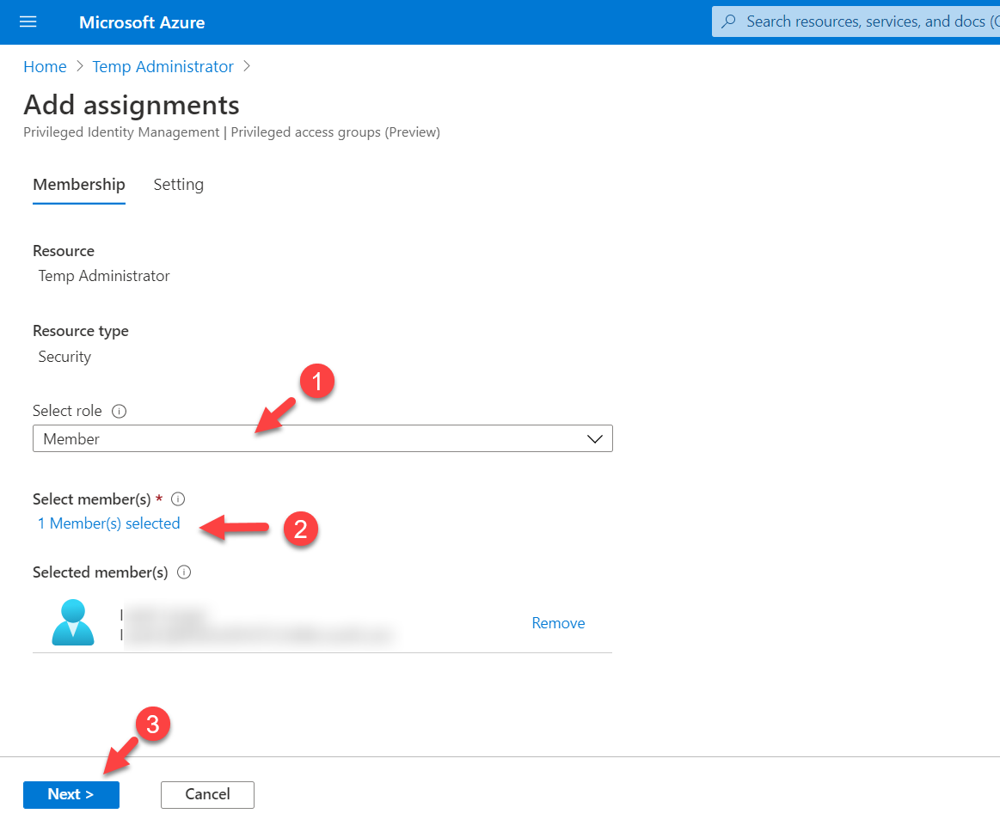 Microsoft Azure
Search resources, services, and docs (
Home > Temp Administrator >
Add assignments
Privileged Identity Management | Privileged access groups (Preview)
Membership Setting
Resource
Temp Administrator
Resource type
Security
1
Select role
Member
Select member(s) *
1 Member(s) selected
2
Selected member(s)
Remove
3
Next >
Cancel